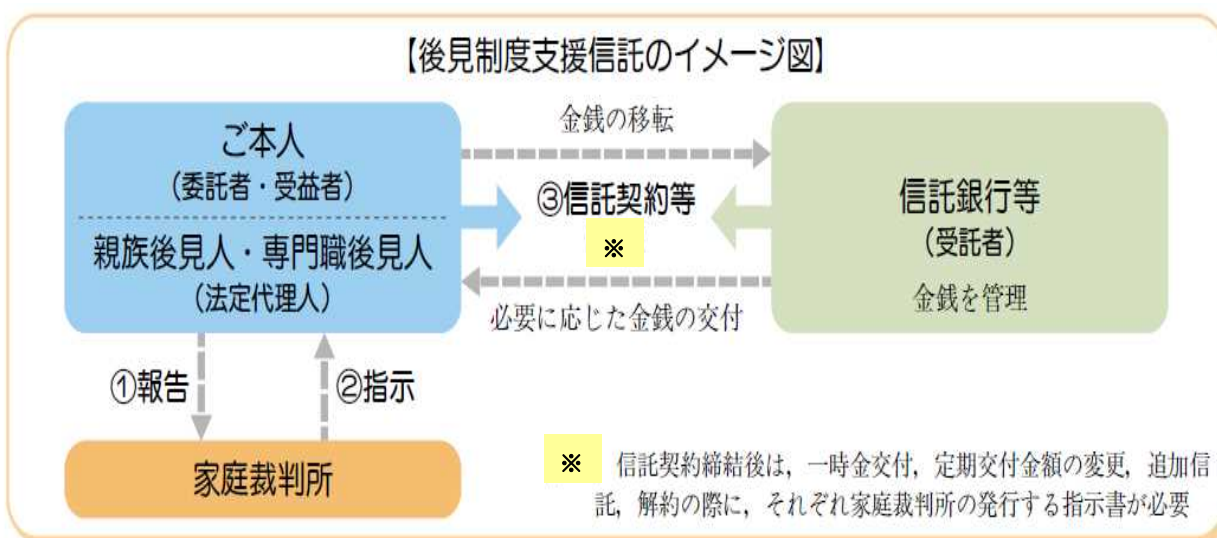 【後見制度支援信託のイメージ図】
ご本人
(委託者・受益者)
親族後見人・専門職後見人
(法定代理人)
金銭の移転
③信託契約等
※
必要に応じた金銭の交付
信託銀行等
(受託者)
金銭を管理
①報告
②指示
家庭裁判所
※ 信託契約締結後は，一時金交付，定期交付金額の変更，追加信
託，解約の際に，それぞれ家庭裁判所の発行する指示書が必要